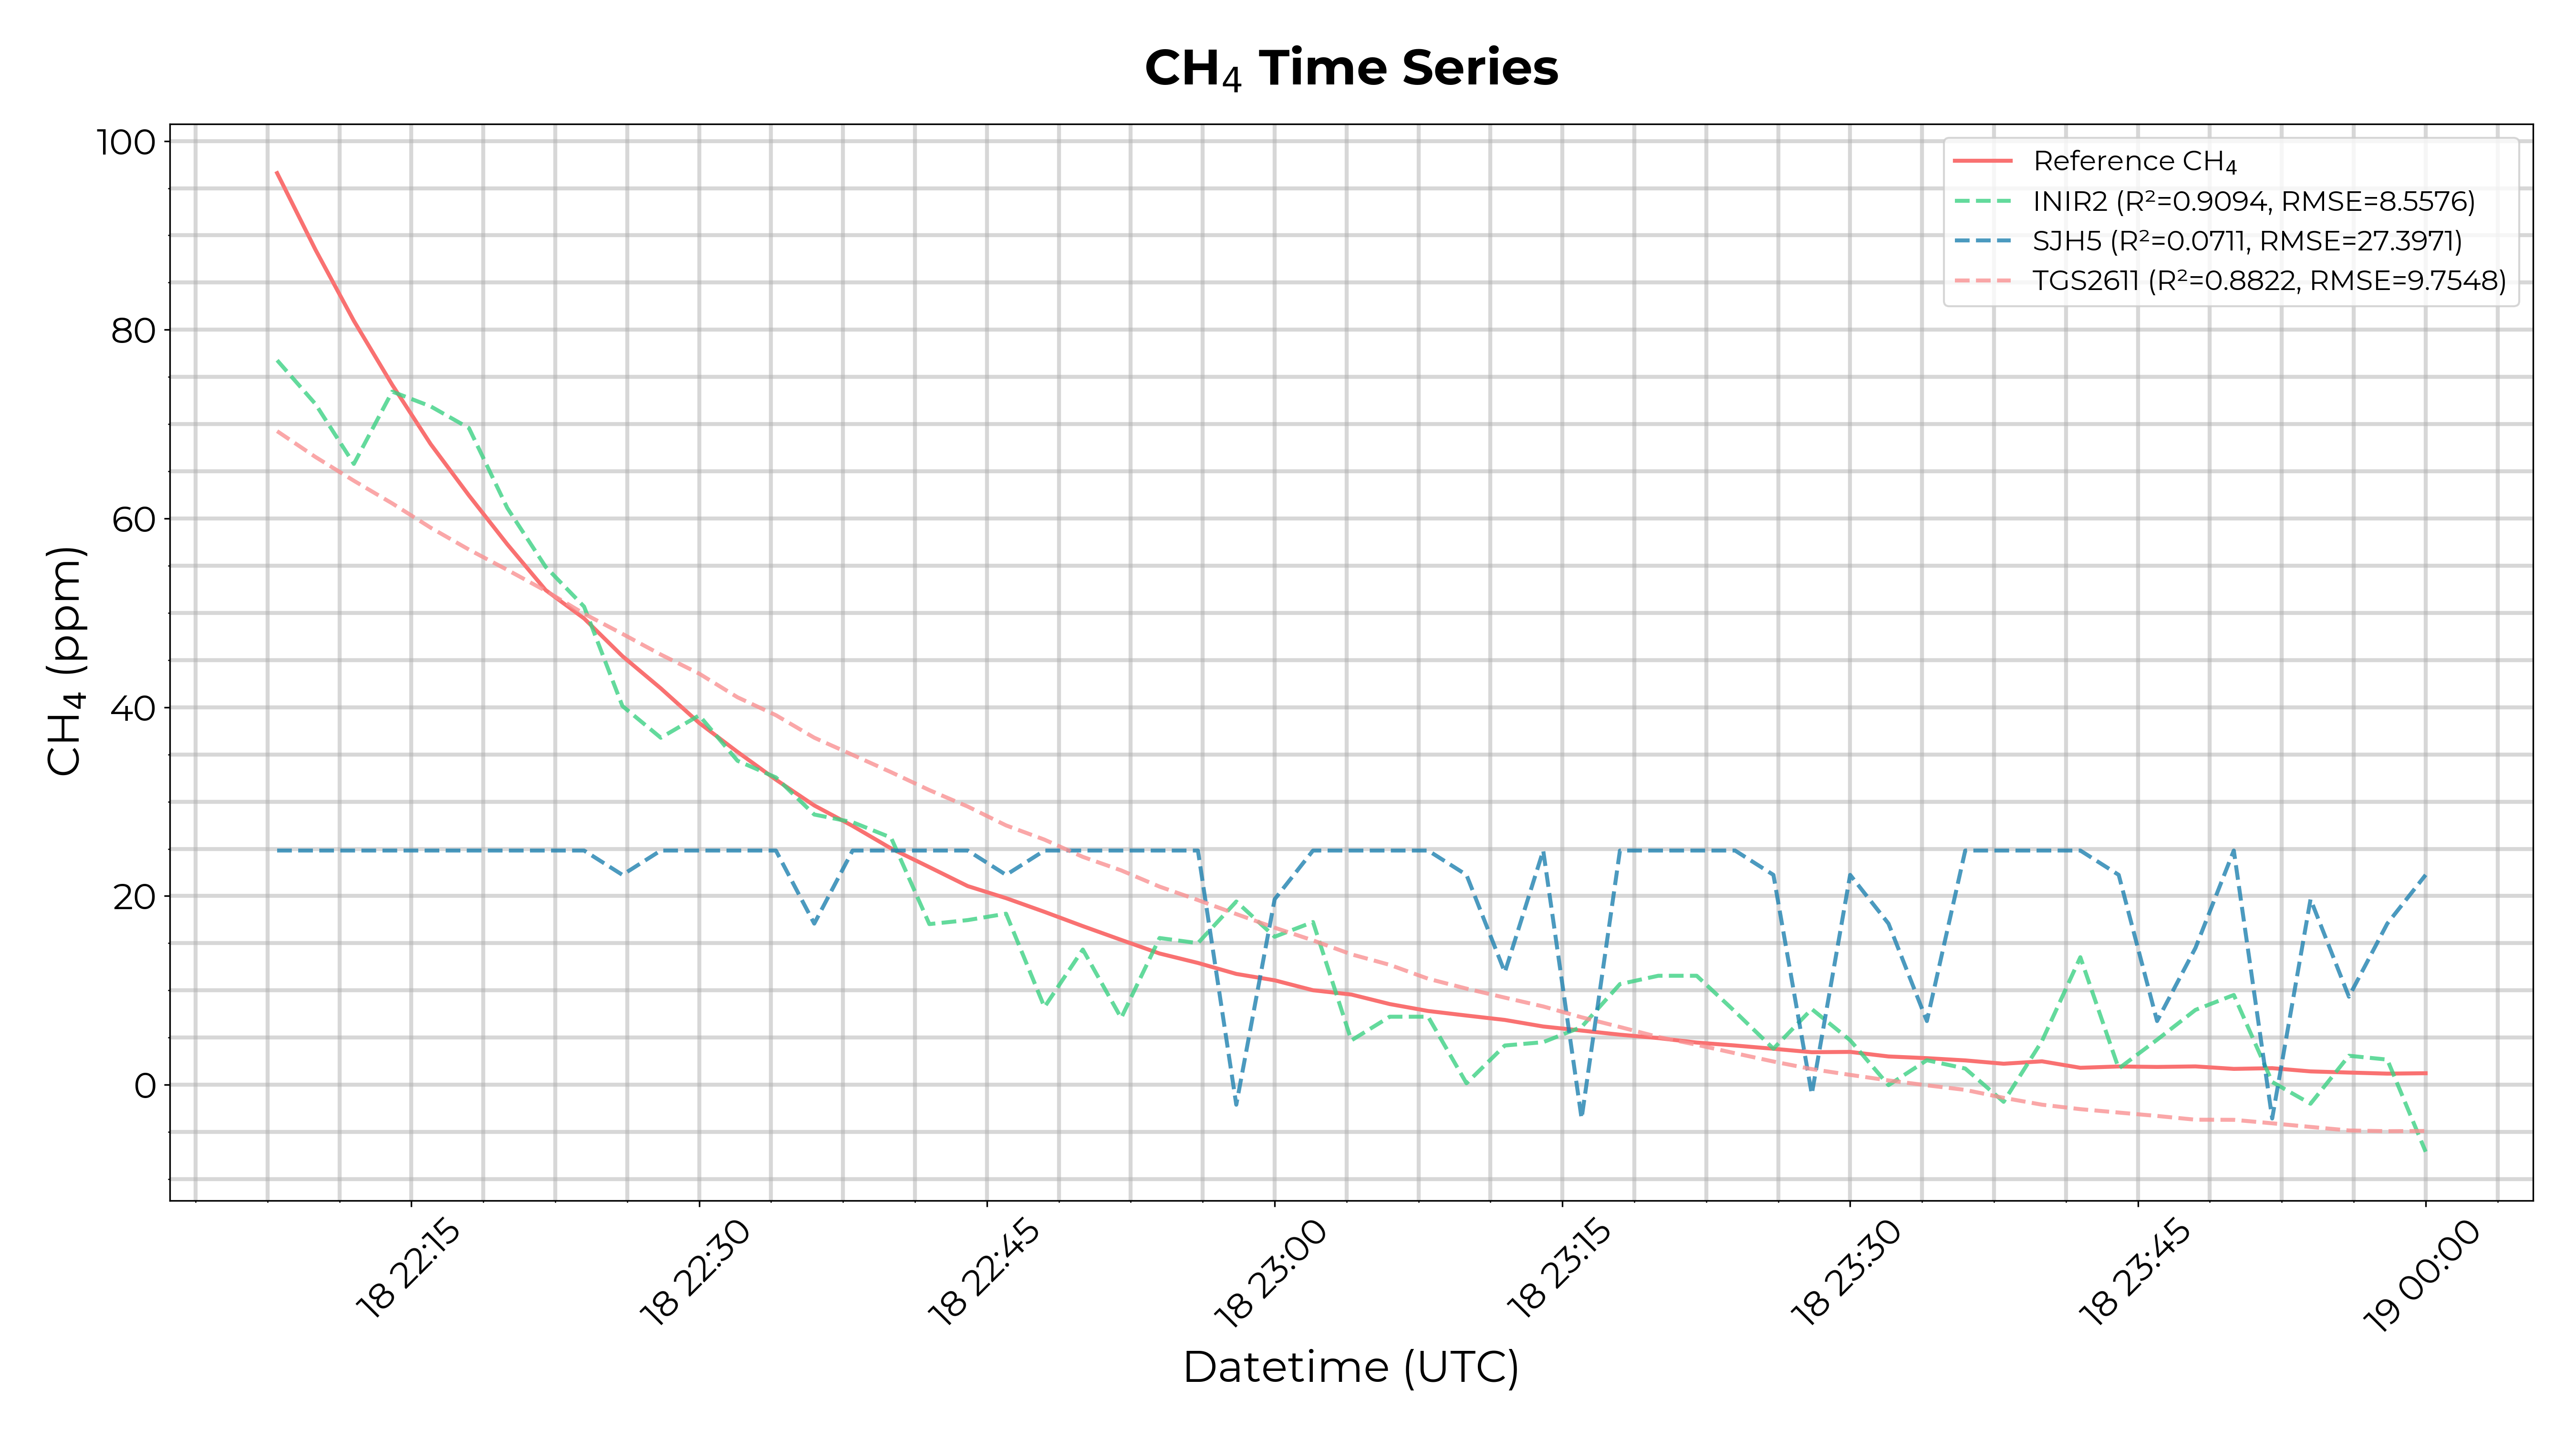 CH₄ Time Series
100
80
60
40
20
0
CH₄ (ppm)
Reference CH₄
INIR2 (R²=0.9094, RMSE=8.5576)
SJH5 (R²=0.0711, RMSE=27.3971)
TGS2611 (R²=0.8822, RMSE=9.7548)
18 22:15
18 22:30
18 22:45
18 23:00
18 23:15
18 23:30
18 23:45
19 00:00
Datetime (UTC)